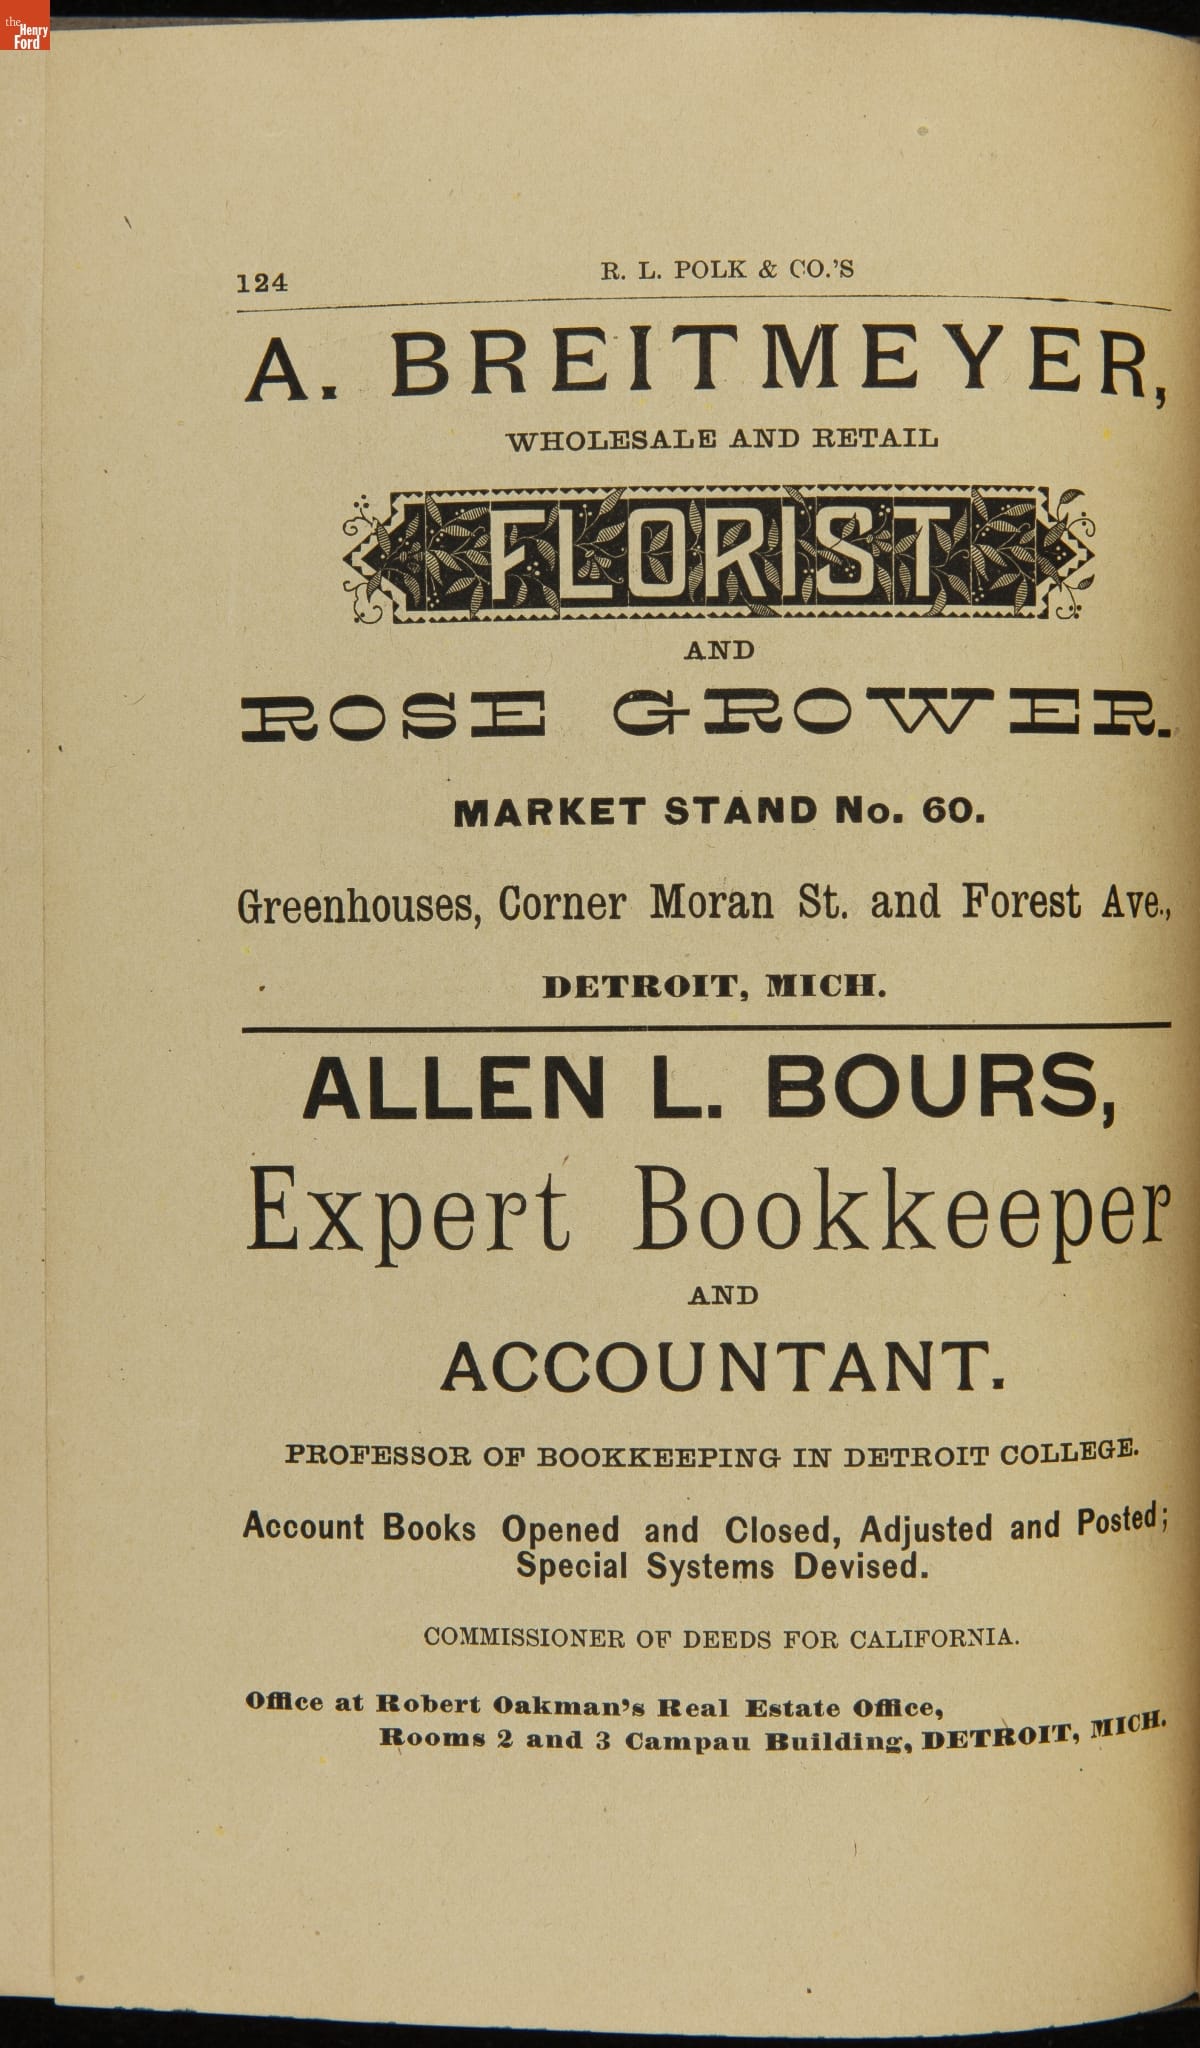 the
Henry
Ford
124
R. L. POLK & CO.'S
A. BREITMEYER,
WHOLESALE AND RETAIL
FLORIST
AND
ROSE GROWER.
MARKET STAND No. 60.
Greenhouses, Corner Moran St. and Forest Ave.,
DETROIT, MICH.
ALLEN L. BOURS,
Expert Bookkeeper
AND
ACCOUNTANT.
PROFESSOR OF BOOKKEEPING IN DETROIT COLLEGE.
Account Books Opened and Closed, Adjusted and Posted;
Special Systems Devised.
COMMISSIONER OF DEEDS FOR CALIFORNIA.
Office at Robert Oakman's Real Estate Office,
Rooms 2 and 3 Campau Building, DETROIT, MICH.